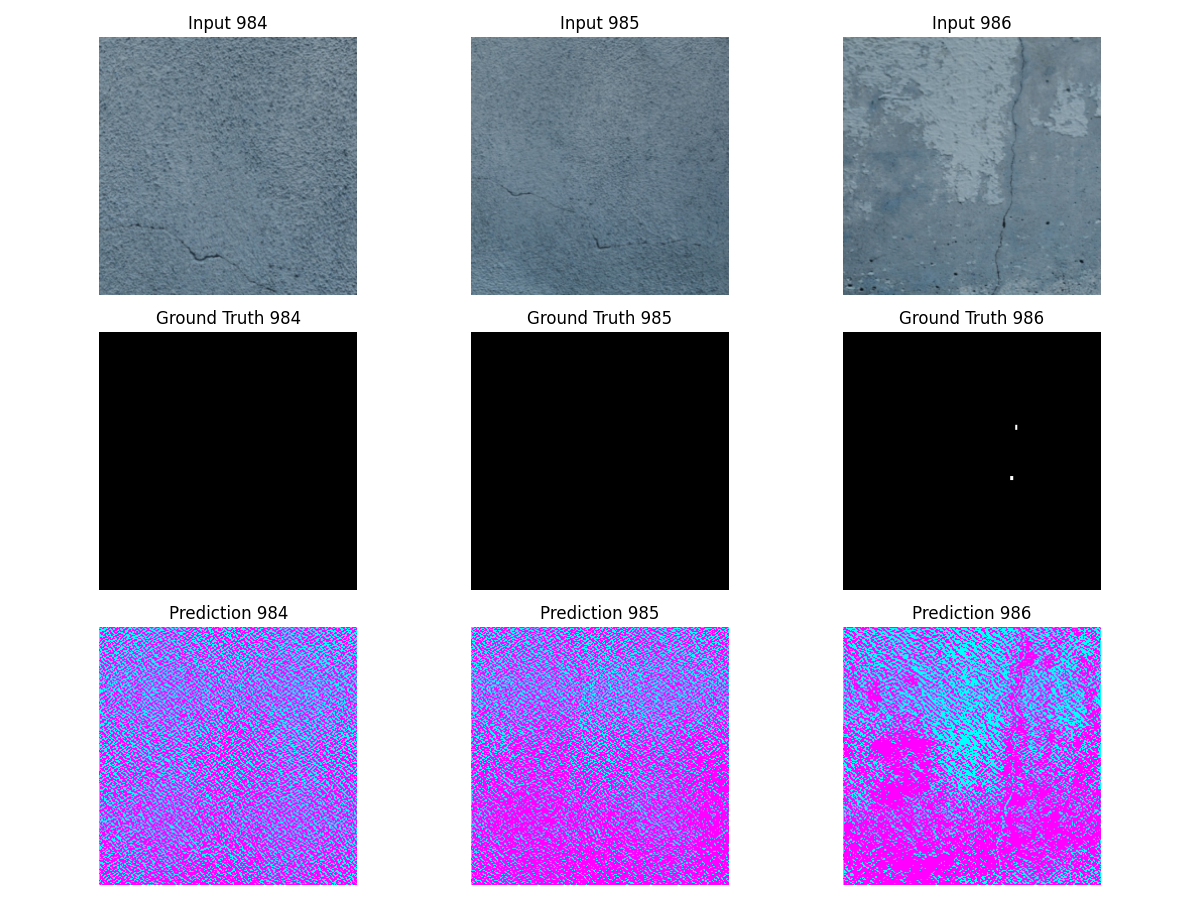 Input 984
Input 985
Input 986
Ground Truth 984
Ground Truth 985
Ground Truth 986
Prediction 984
Prediction 985
Prediction 986